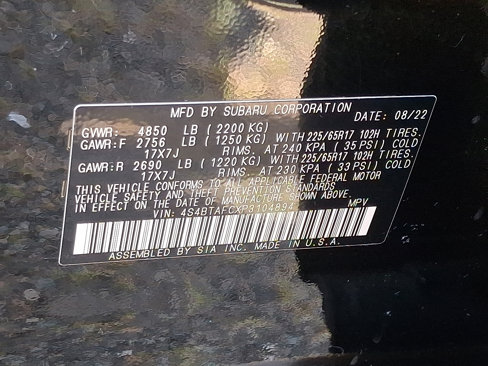 MFD BY SUBARU CORPORATION DATE: 08/22
GVWR: 4850 LB (2200 KG)
GAWR:F 2756 LB (1250 KG) WITH 225/65R17 102H TIRES.
17X7J RIMS. AT 240 KPA (35 PSI) COLD
GAWR:R 2690 LB (1220 KG) WITH 225/65R17 102H TIRES.
17X7J RIMS. AT 230 KPA (33 PSI) COLD
THIS VEHICLE CONFORMS TO ALL APPLICABLE FEDERAL MOTOR
VEHICLE SAFETY AND THEFT PREVENTION STANDARDS
IN EFFECT ON THE DATE OF MANUFACTURE SHOWN ABOVE.
VIN: 4S4BTAFCXP3104894 MPV
ASSEMBLED BY SIA INC. MADE IN U.S.A.